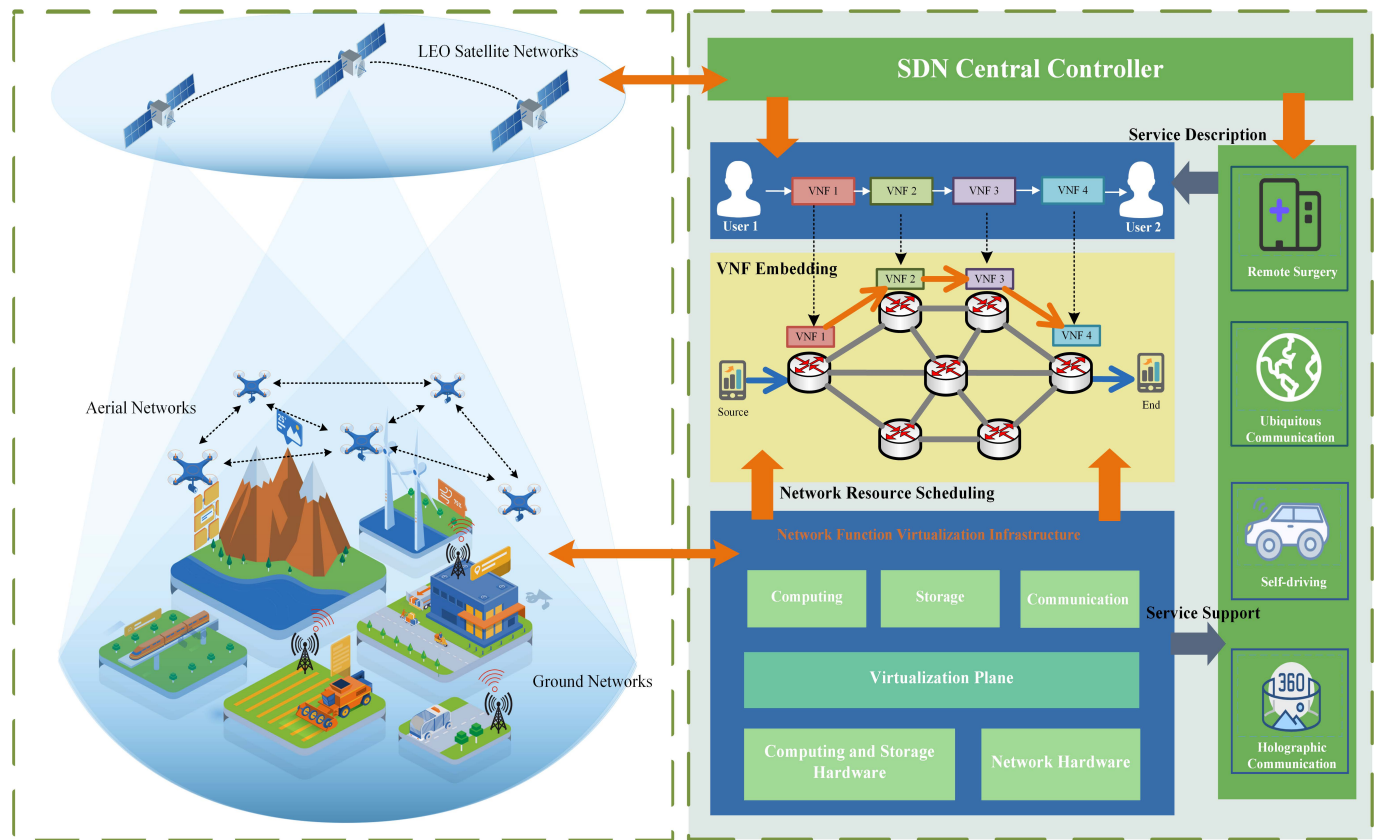 LEO Satellite Networks
Aerial Networks
Ground Networks
SDN Central Controller
Service Description
User 1
VNF 1
VNF 2
VNF 3
VNF 4
User 2
VNF Embedding
VNF 1
VNF 2
VNF 3
VNF 4
Source
End
Network Resource Scheduling
Network Function Virtualization Infrastructure
Computing
Storage
Communication
Virtualization Plane
Computing and Storage
Hardware
Network Hardware
Service Support
Remote Surgery
Ubiquitous
Communication
Self-driving
360
Holographic
Communication